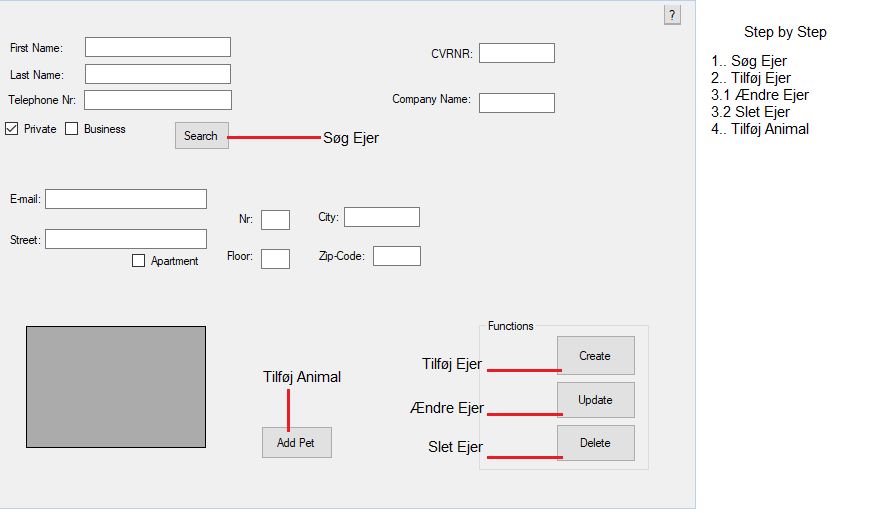 ?
First Name:
Last Name:
Telephone Nr:
Private
Business
Search
Søg Ejer
CVRNR:
Company Name:
E-mail:
Street:
Apartment
Nr:
Floor:
City:
Zip-Code:
Tilføj Animal
Add Pet
Functions
Tilføj Ejer
Create
Ændre Ejer
Update
Slet Ejer
Delete
Step by Step
1.. Søg Ejer
2.. Tilføj Ejer
3.1 Ændre Ejer
3.2 Slet Ejer
4.. Tilføj Animal